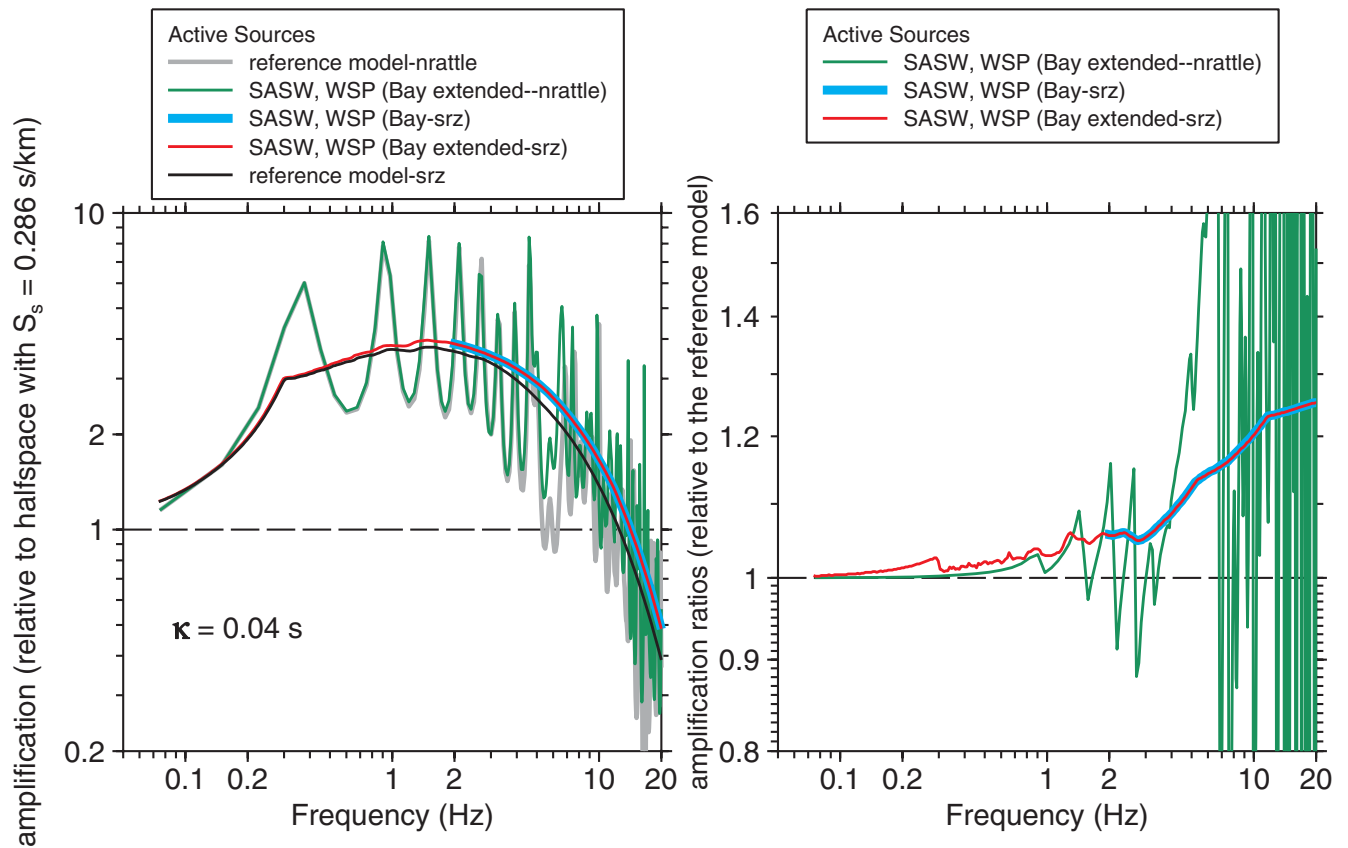 Active Sources
reference model-nrattle
SASW, WSP (Bay extended--nrattle)
SASW, WSP (Bay-srz)
SASW, WSP (Bay extended-srz)
reference model-srz
amplification (relative to halfspace with Ss = 0.286 s/km)
10
2
1
0.2
κ = 0.04 s
0.1
0.2
1
2
10
20
Frequency (Hz)
Active Sources
SASW, WSP (Bay extended--nrattle)
SASW, WSP (Bay-srz)
SASW, WSP (Bay extended-srz)
amplification ratios (relative to the reference model)
1.6
1.4
1.2
1
0.9
0.8
0.1
0.2
1
2
10
20
Frequency (Hz)